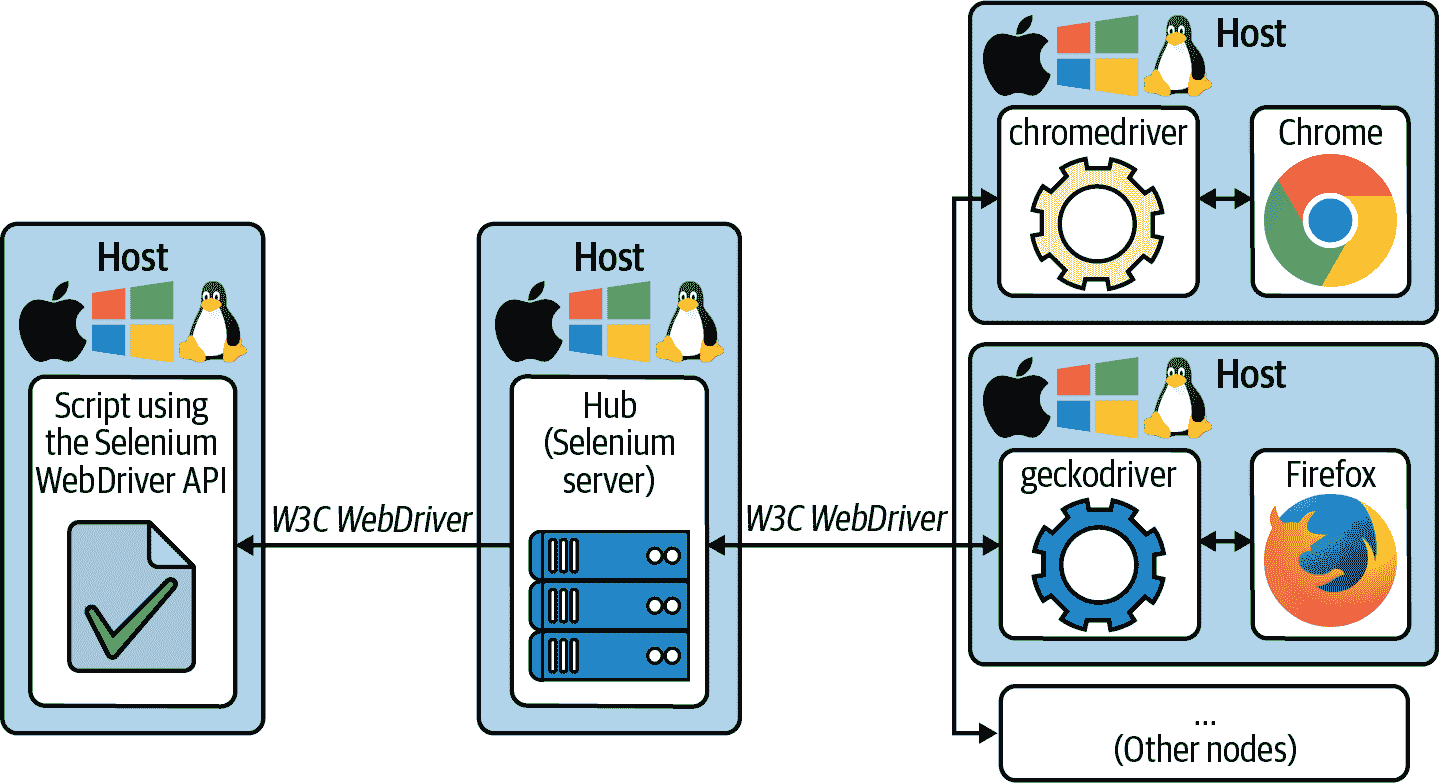 Host
Script using
the Selenium
WebDriver API
W3C WebDriver
Host
Hub
(Selenium
server)
W3C WebDriver
Host
chromedriver
Chrome
Host
geckodriver
Firefox
...
(Other nodes)